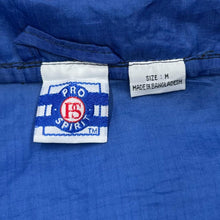 PRO
PS
SPIRIT
TM
SIZE : M
MADE IN BANGLADESH